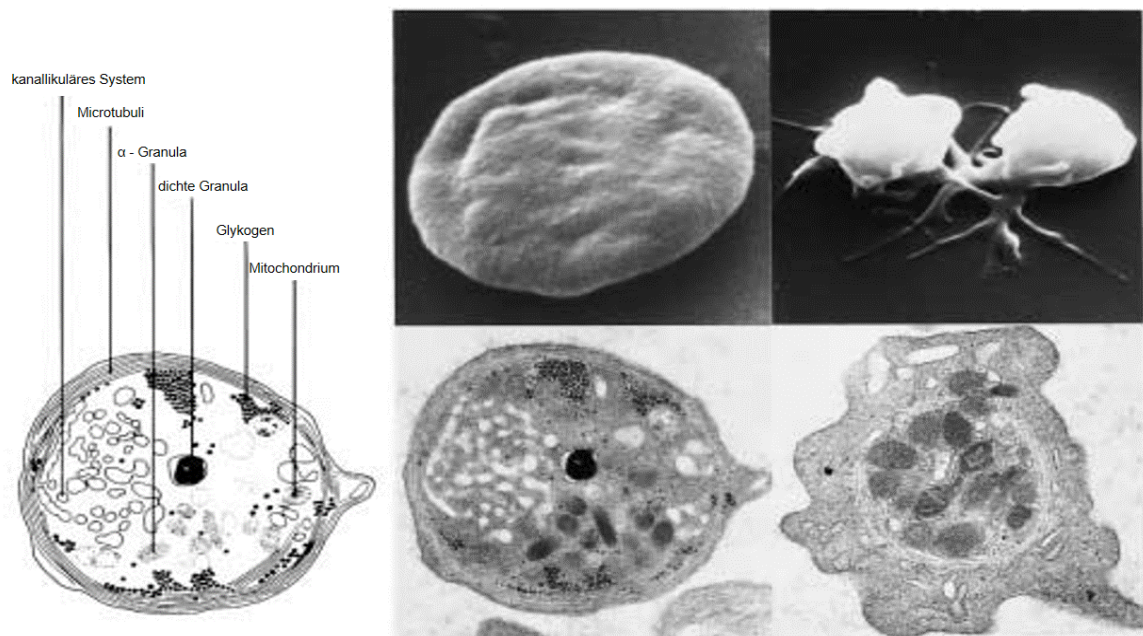 kanallikuläres System
Microtubuli
α - Granula
dichte Granula
Glykogen
Mitochondrium